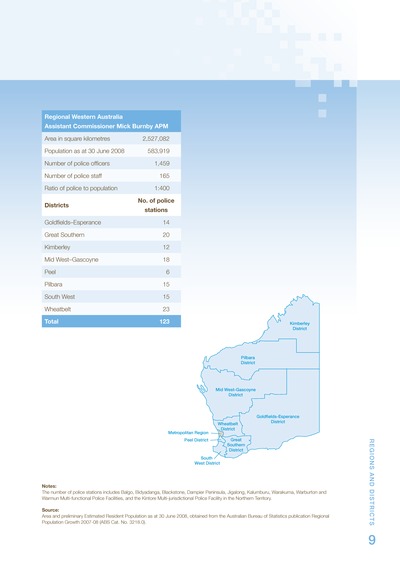 Regional Western Australia
Assistant Commissioner Mick Burnby APM
Area in square kilometres 2,527,082
Population as at 30 June 2008 583,919
Number of police officers 1,459
Number of police staff 165
Ratio of police to population 1:400
Districts No. of police stations
Goldfields–Esperance 14
Great Southern 20
Kimberley 12
Mid West–Gascoyne 18
Peel 6
Pilbara 15
South West 15
Wheatbelt 23
Total 123
Kimberley
District
Pilbara
District
Mid West-Gascoyne
District
Goldfields-Esperance
District
Wheatbelt
District
Metropolitan Region
Peel District
Great
Southern
District
South
West District
Notes:
The number of police stations includes Balgo, Bidyadanga, Blackstone, Dampier Peninsula, Jigalong, Kalumburu, Warakurna, Warburton and
Warmun Multi-functional Police Facilities, and the Kintore Multi-jurisdictional Police Facility in the Northern Territory.
Source:
Area and preliminary Estimated Resident Population as at 30 June 2008, obtained from the Australian Bureau of Statistics publication Regional
Population Growth 2007-08 (ABS Cat. No. 3218.0).
REGIONS AND DISTRICTS
9